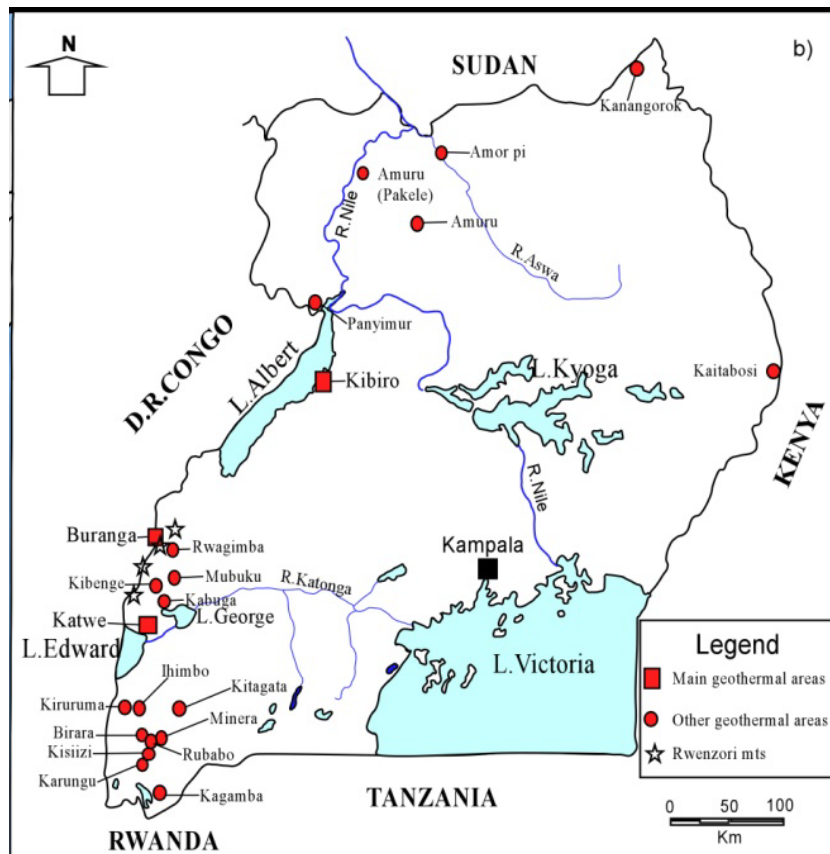 N
SUDAN
b)
Kanangorok
Amor pi
Amuru
(Pakele)
R.Nile
Amuru
R.Aswa
Panyimur
D.R.CONGO
L.Albert
Kibiro
L.Kyoga
Kaitabosi
KENYA
R.Nile
Buranga
Rwagimba
Kampala
Kibenge
Mubuku
R.Katonga
Kabuga
Katwe
L.George
L.Edward
L.Victoria
Ihimbo
Kiruruma
Kitagata
Birara
Minera
Kisiizi
Rubabo
Karungu
Kagamba
TANZANIA
RWANDA
Legend
Main geothermal areas
Other geothermal areas
Rwenzori mts
0 50 100
Km